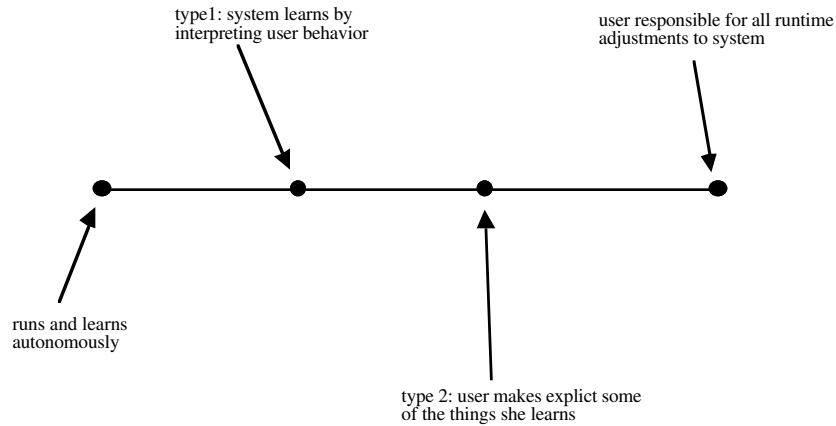 type1: system learns by
interpreting user behavior
user responsible for all runtime
adjustments to system
runs and learns
autonomously
type 2: user makes explict some
of the things she learns